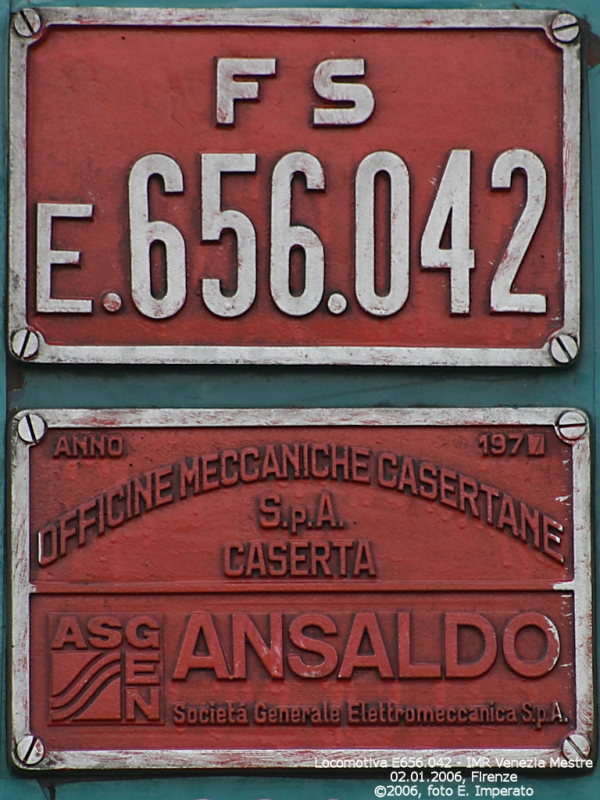 FS
E.656.042
ANNO 1977
OFFICINE MECCANICHE CASERTANE
S.p.A.
CASERTA
ASGEN
ANSALDO
Società Generale Elettromeccanica S.p.A.
Locomotiva E656.042 - IMR Venezia Mestre
02.01.2006, Firenze
©2006, foto E. Imperato